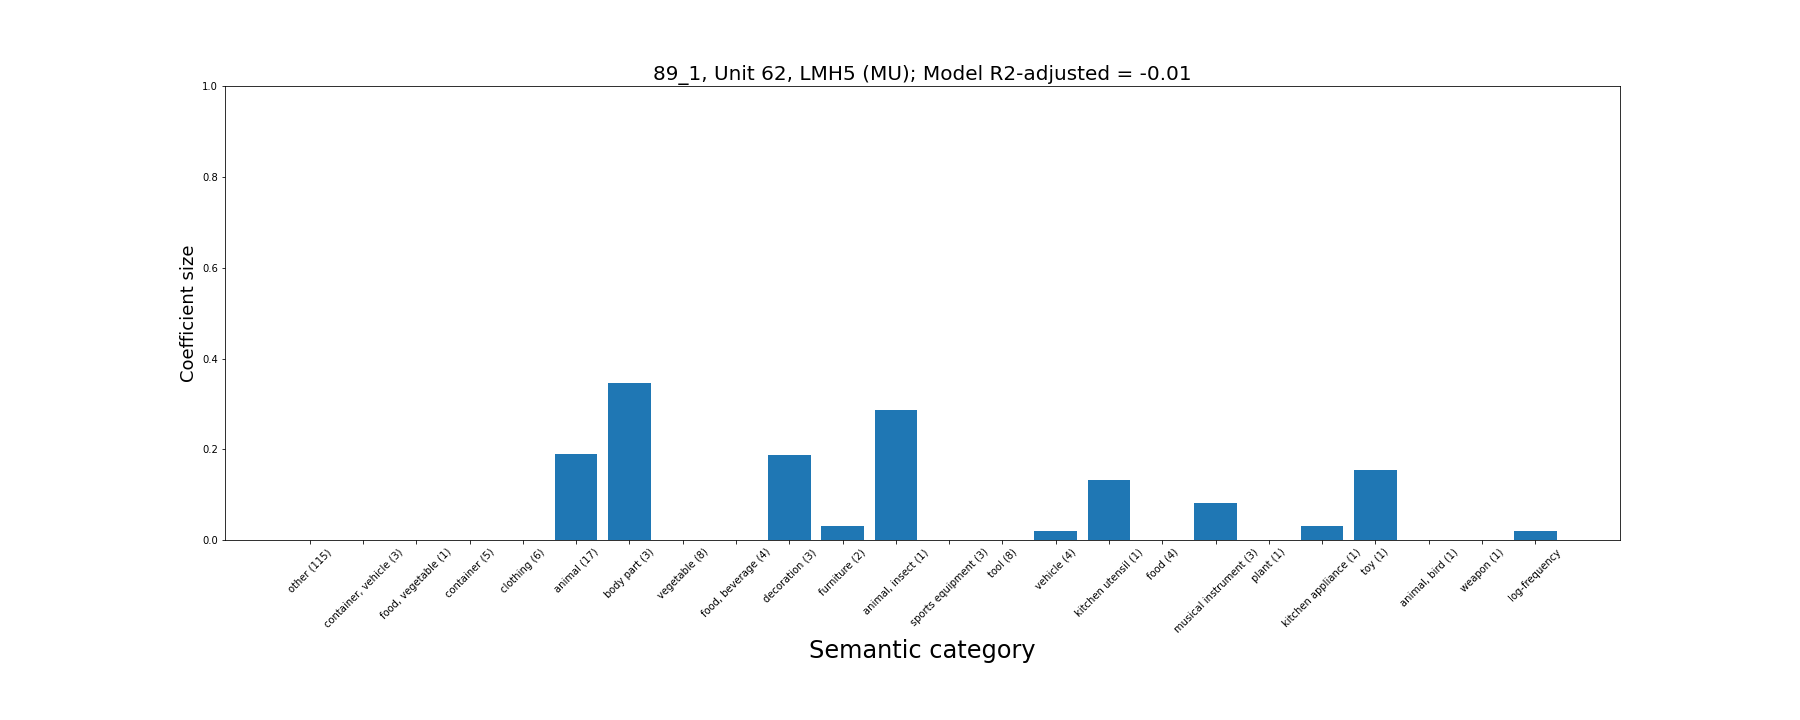 89_1, Unit 62, LMH5 (MU); Model R2-adjusted = -0.01
1.0
0.8
0.6
0.4
0.2
0.0
Coefficient size
other (115)
container, vehicle (3)
food, vegetable (1)
container (5)
clothing (6)
animal (17)
body part (3)
vegetable (8)
food, beverage (4)
decoration (3)
furniture (2)
animal, insect (1)
sports equipment (3)
tool (8)
vehicle (4)
kitchen utensil (1)
food (4)
musical instrument (3)
plant (1)
kitchen appliance (1)
toy (1)
animal, bird (1)
weapon (1)
log-frequency
Semantic category